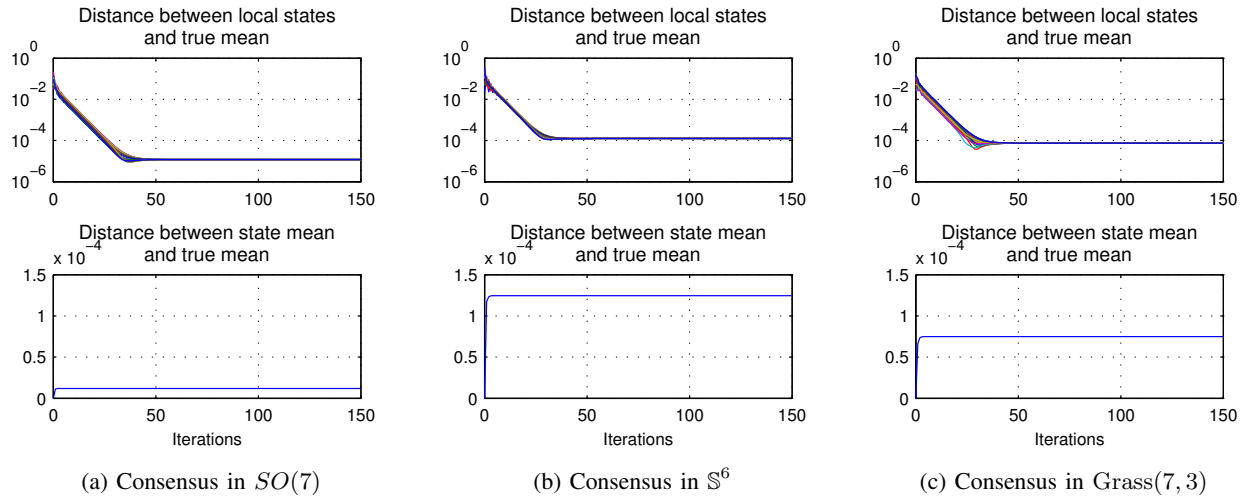 Distance between local states
and true mean
10^0
10^−2
10^−4
10^−6
0 50 100 150
Distance between state mean
and true mean
x 10^−4
1.5
1
0.5
0
0 50 100 150
Iterations
(a) Consensus in SO(7)
Distance between local states
and true mean
10^0
10^−2
10^−4
10^−6
0 50 100 150
Distance between state mean
and true mean
x 10^−4
1.5
1
0.5
0
0 50 100 150
Iterations
(b) Consensus in 𝕊^6
Distance between local states
and true mean
10^0
10^−2
10^−4
10^−6
0 50 100 150
Distance between state mean
and true mean
x 10^−4
1.5
1
0.5
0
0 50 100 150
Iterations
(c) Consensus in Grass(7, 3)